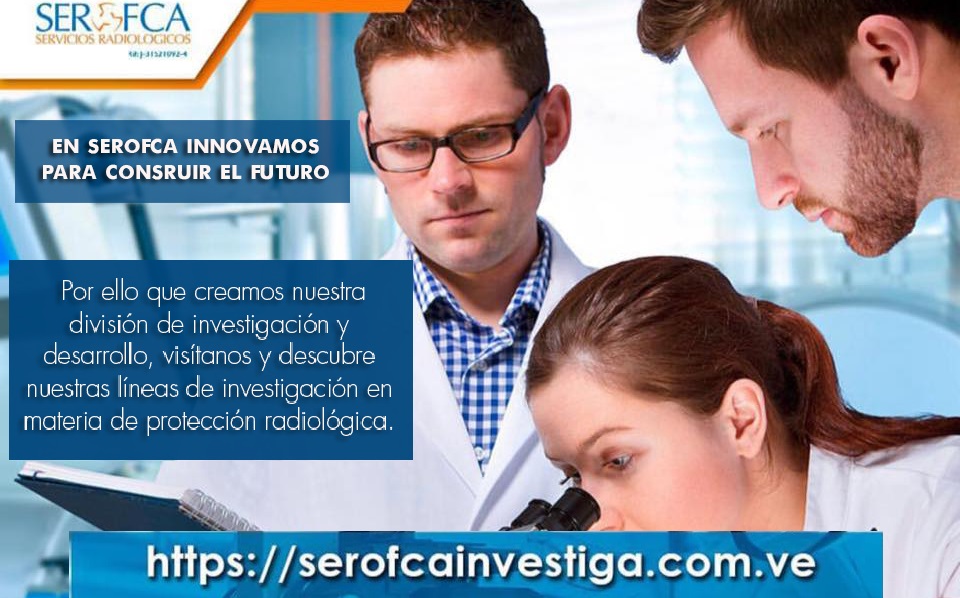 SEROFCA
SERVICIOS RADIOLOGICOS
Rif: J-31521092-4
EN SEROFCA INNOVAMOS
PARA CONSRUIR EL FUTURO
Por ello que creamos nuestra
división de investigación y
desarrollo, visítanos y descubre
nuestras líneas de investigación en
materia de protección radiológica.
https://serofcainvestiga.com.ve